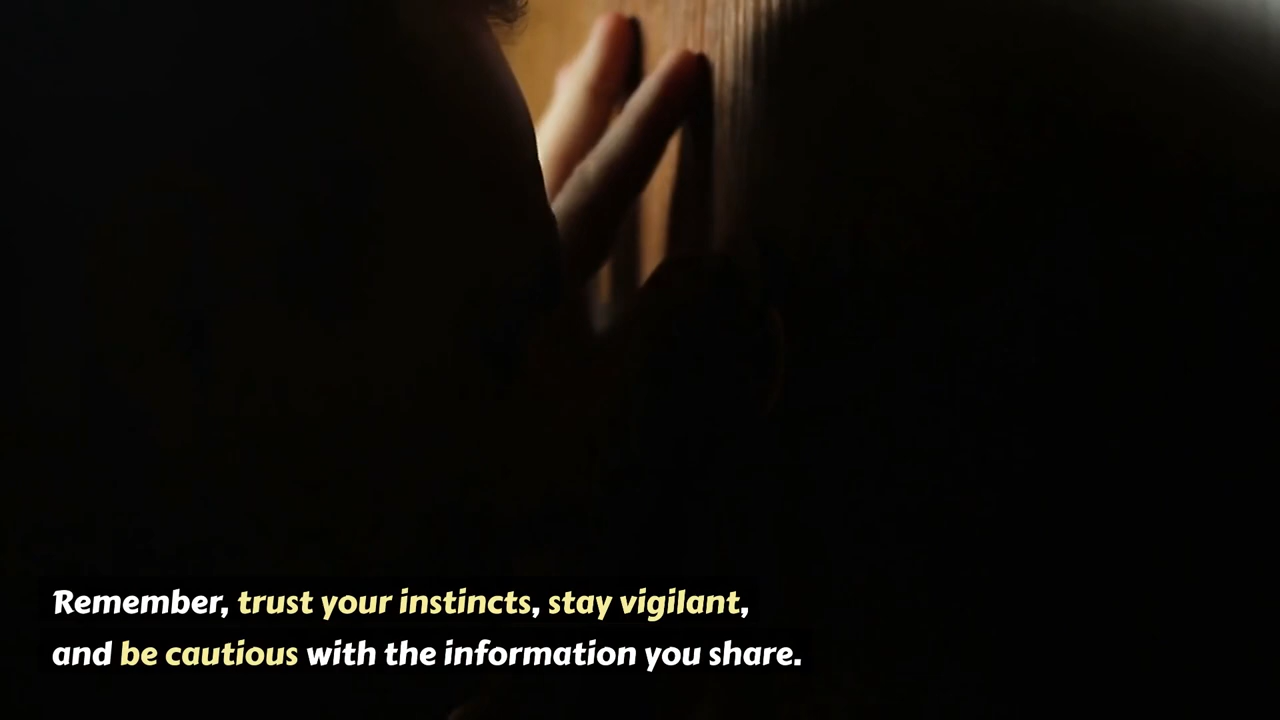 Remember, trust your instincts, stay vigilant,
and be cautious with the information you share.